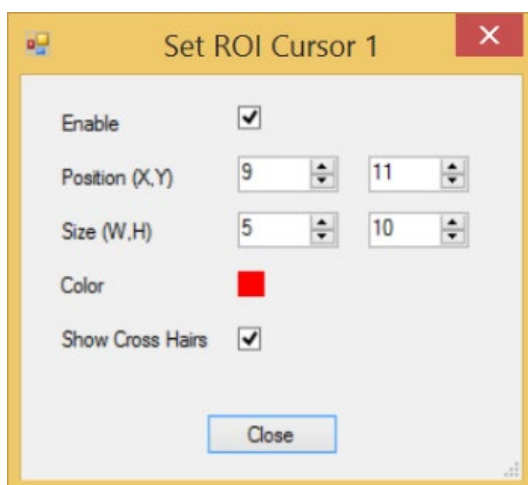 Set ROI Cursor 1
Enable
Position (X,Y) 9 11
Size (W,H) 5 10
Color
Show Cross Hairs
Close